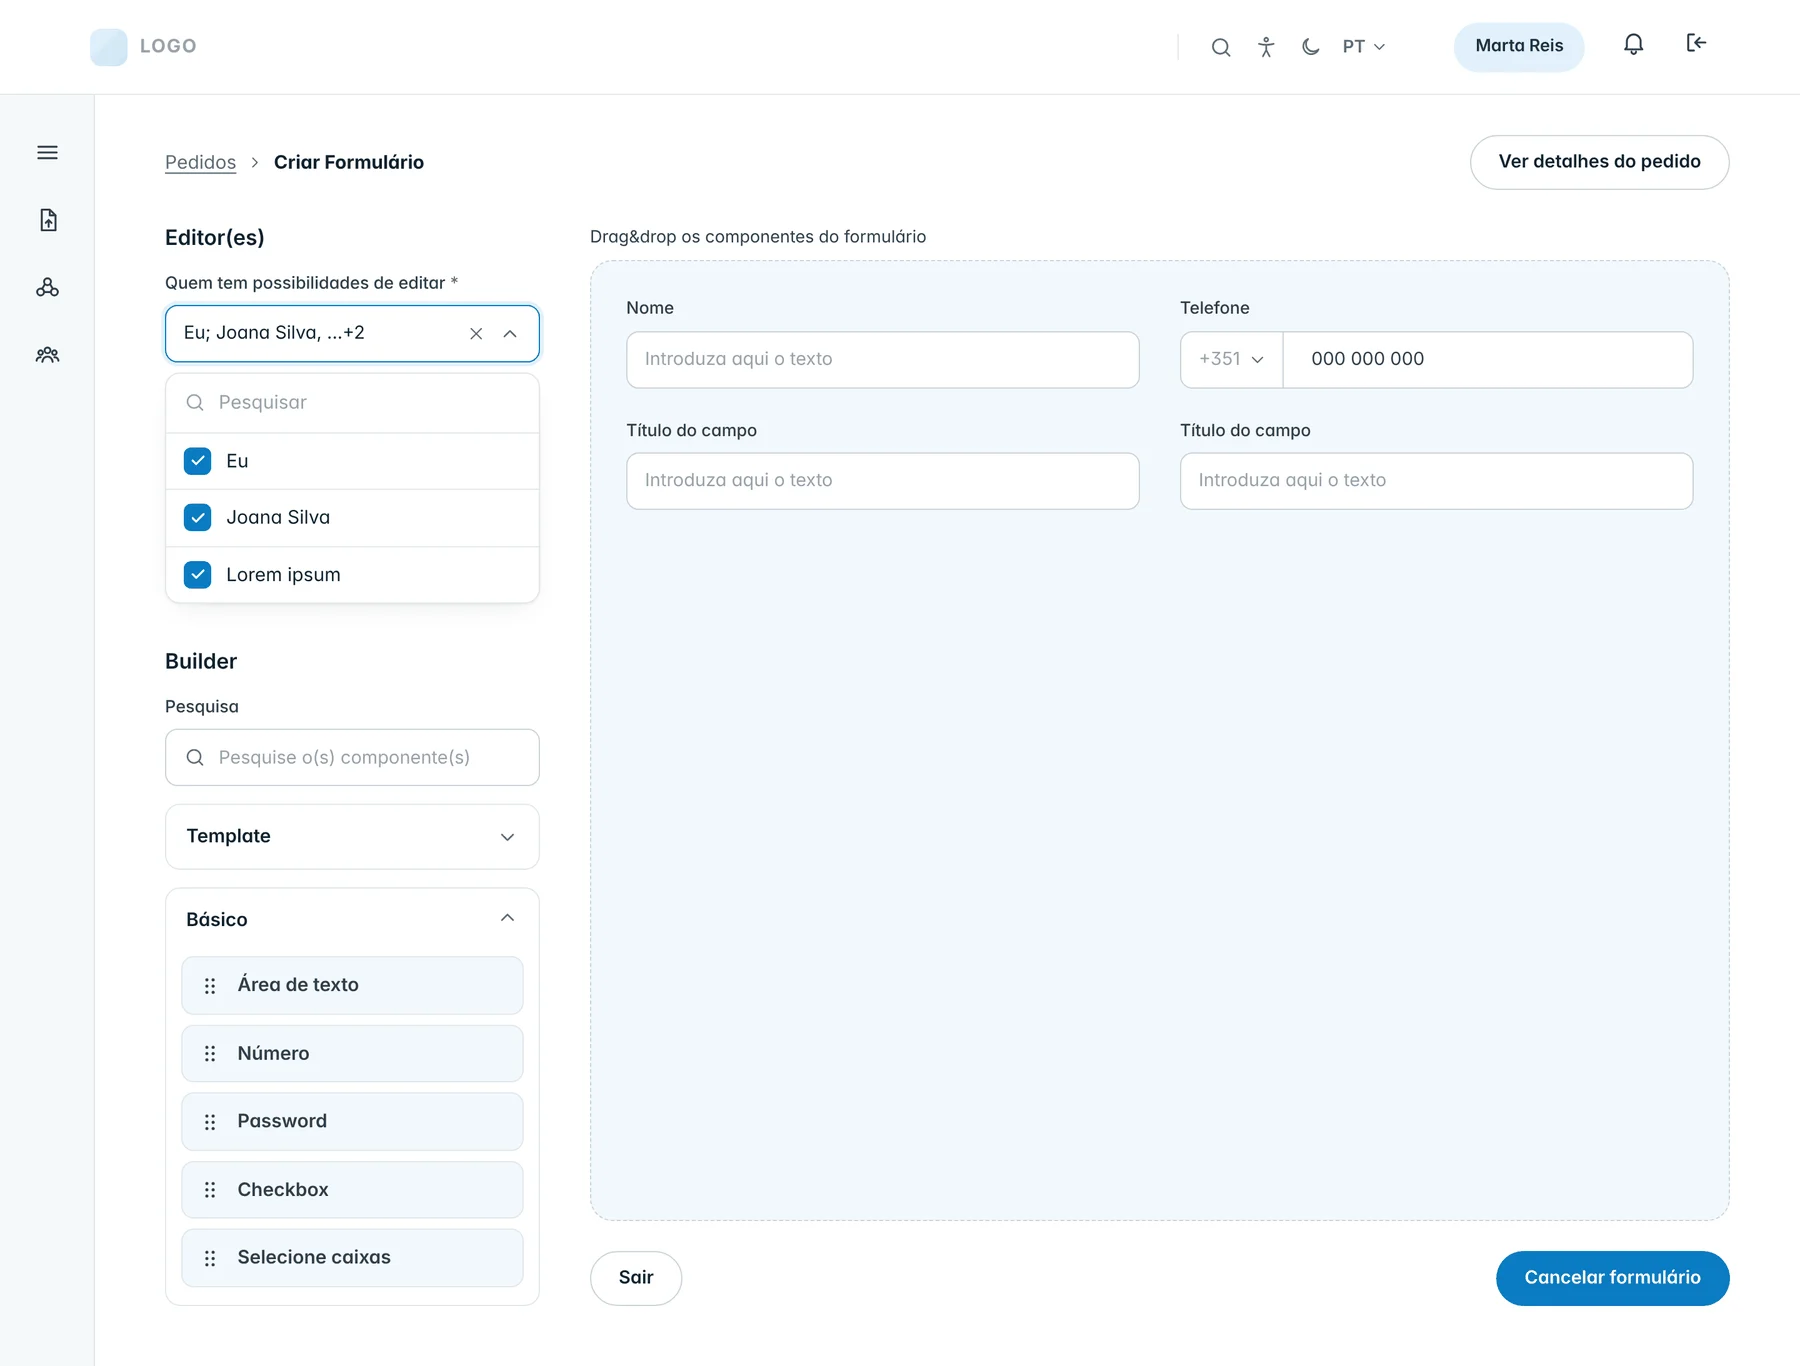 LOGO
PT
Marta Reis
Pedidos > Criar Formulário
Ver detalhes do pedido
Editor(es)
Quem tem possibilidades de editar *
Eu; Joana Silva, ...+2
Pesquisar
Eu
Joana Silva
Lorem ipsum
Builder
Pesquisa
Pesquise o(s) componente(s)
Template
Básico
Área de texto
Número
Password
Checkbox
Selecione caixas
Drag&drop os componentes do formulário
Nome
Introduza aqui o texto
Telefone
+351
000 000 000
Título do campo
Introduza aqui o texto
Título do campo
Introduza aqui o texto
Sair
Cancelar formulário